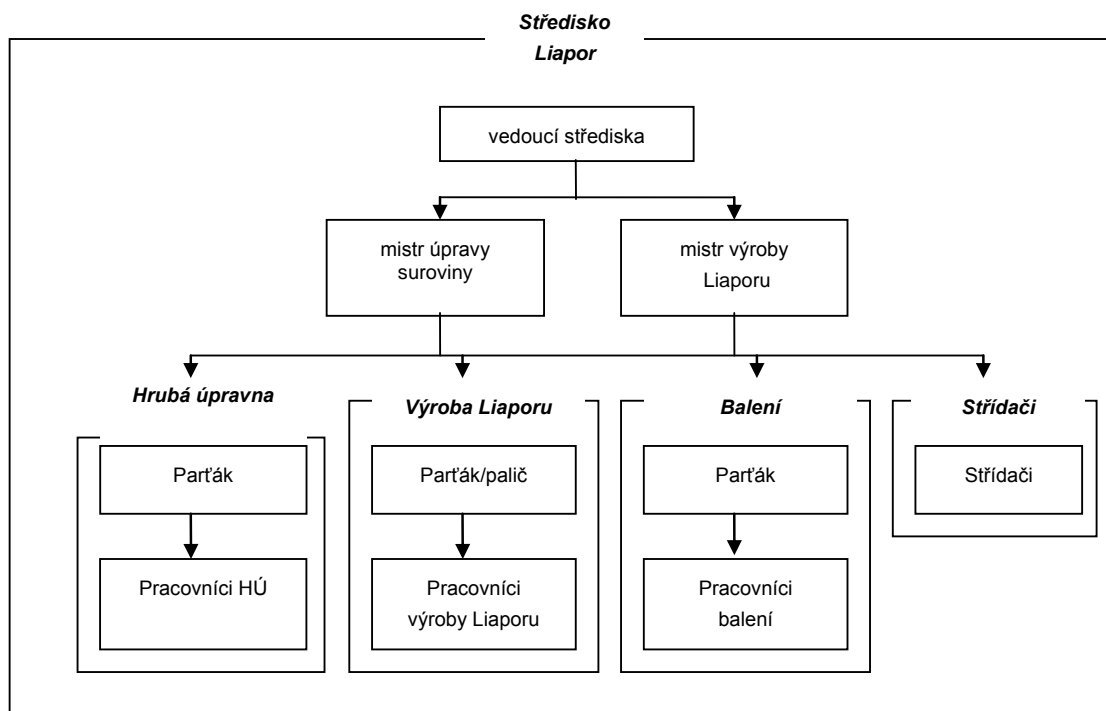 Středisko
Liapor
vedoucí střediska
mistr úpravy
suroviny
mistr výroby
Liaporu
Hrubá úpravna
Výroba Liaporu
Balení
Střídači
Parťák
Parťák/palič
Parťák
Střídači
Pracovníci HÚ
Pracovníci
výroby Liaporu
Pracovníci
balení